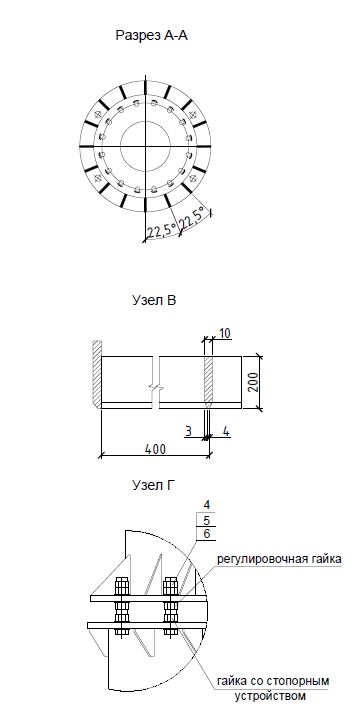 Разрез А-А
22,5°
22,5°
Узел В
10
200
3
4
400
Узел Г
4
5
6
регулировочная гайка
гайка со стопорным
устройством